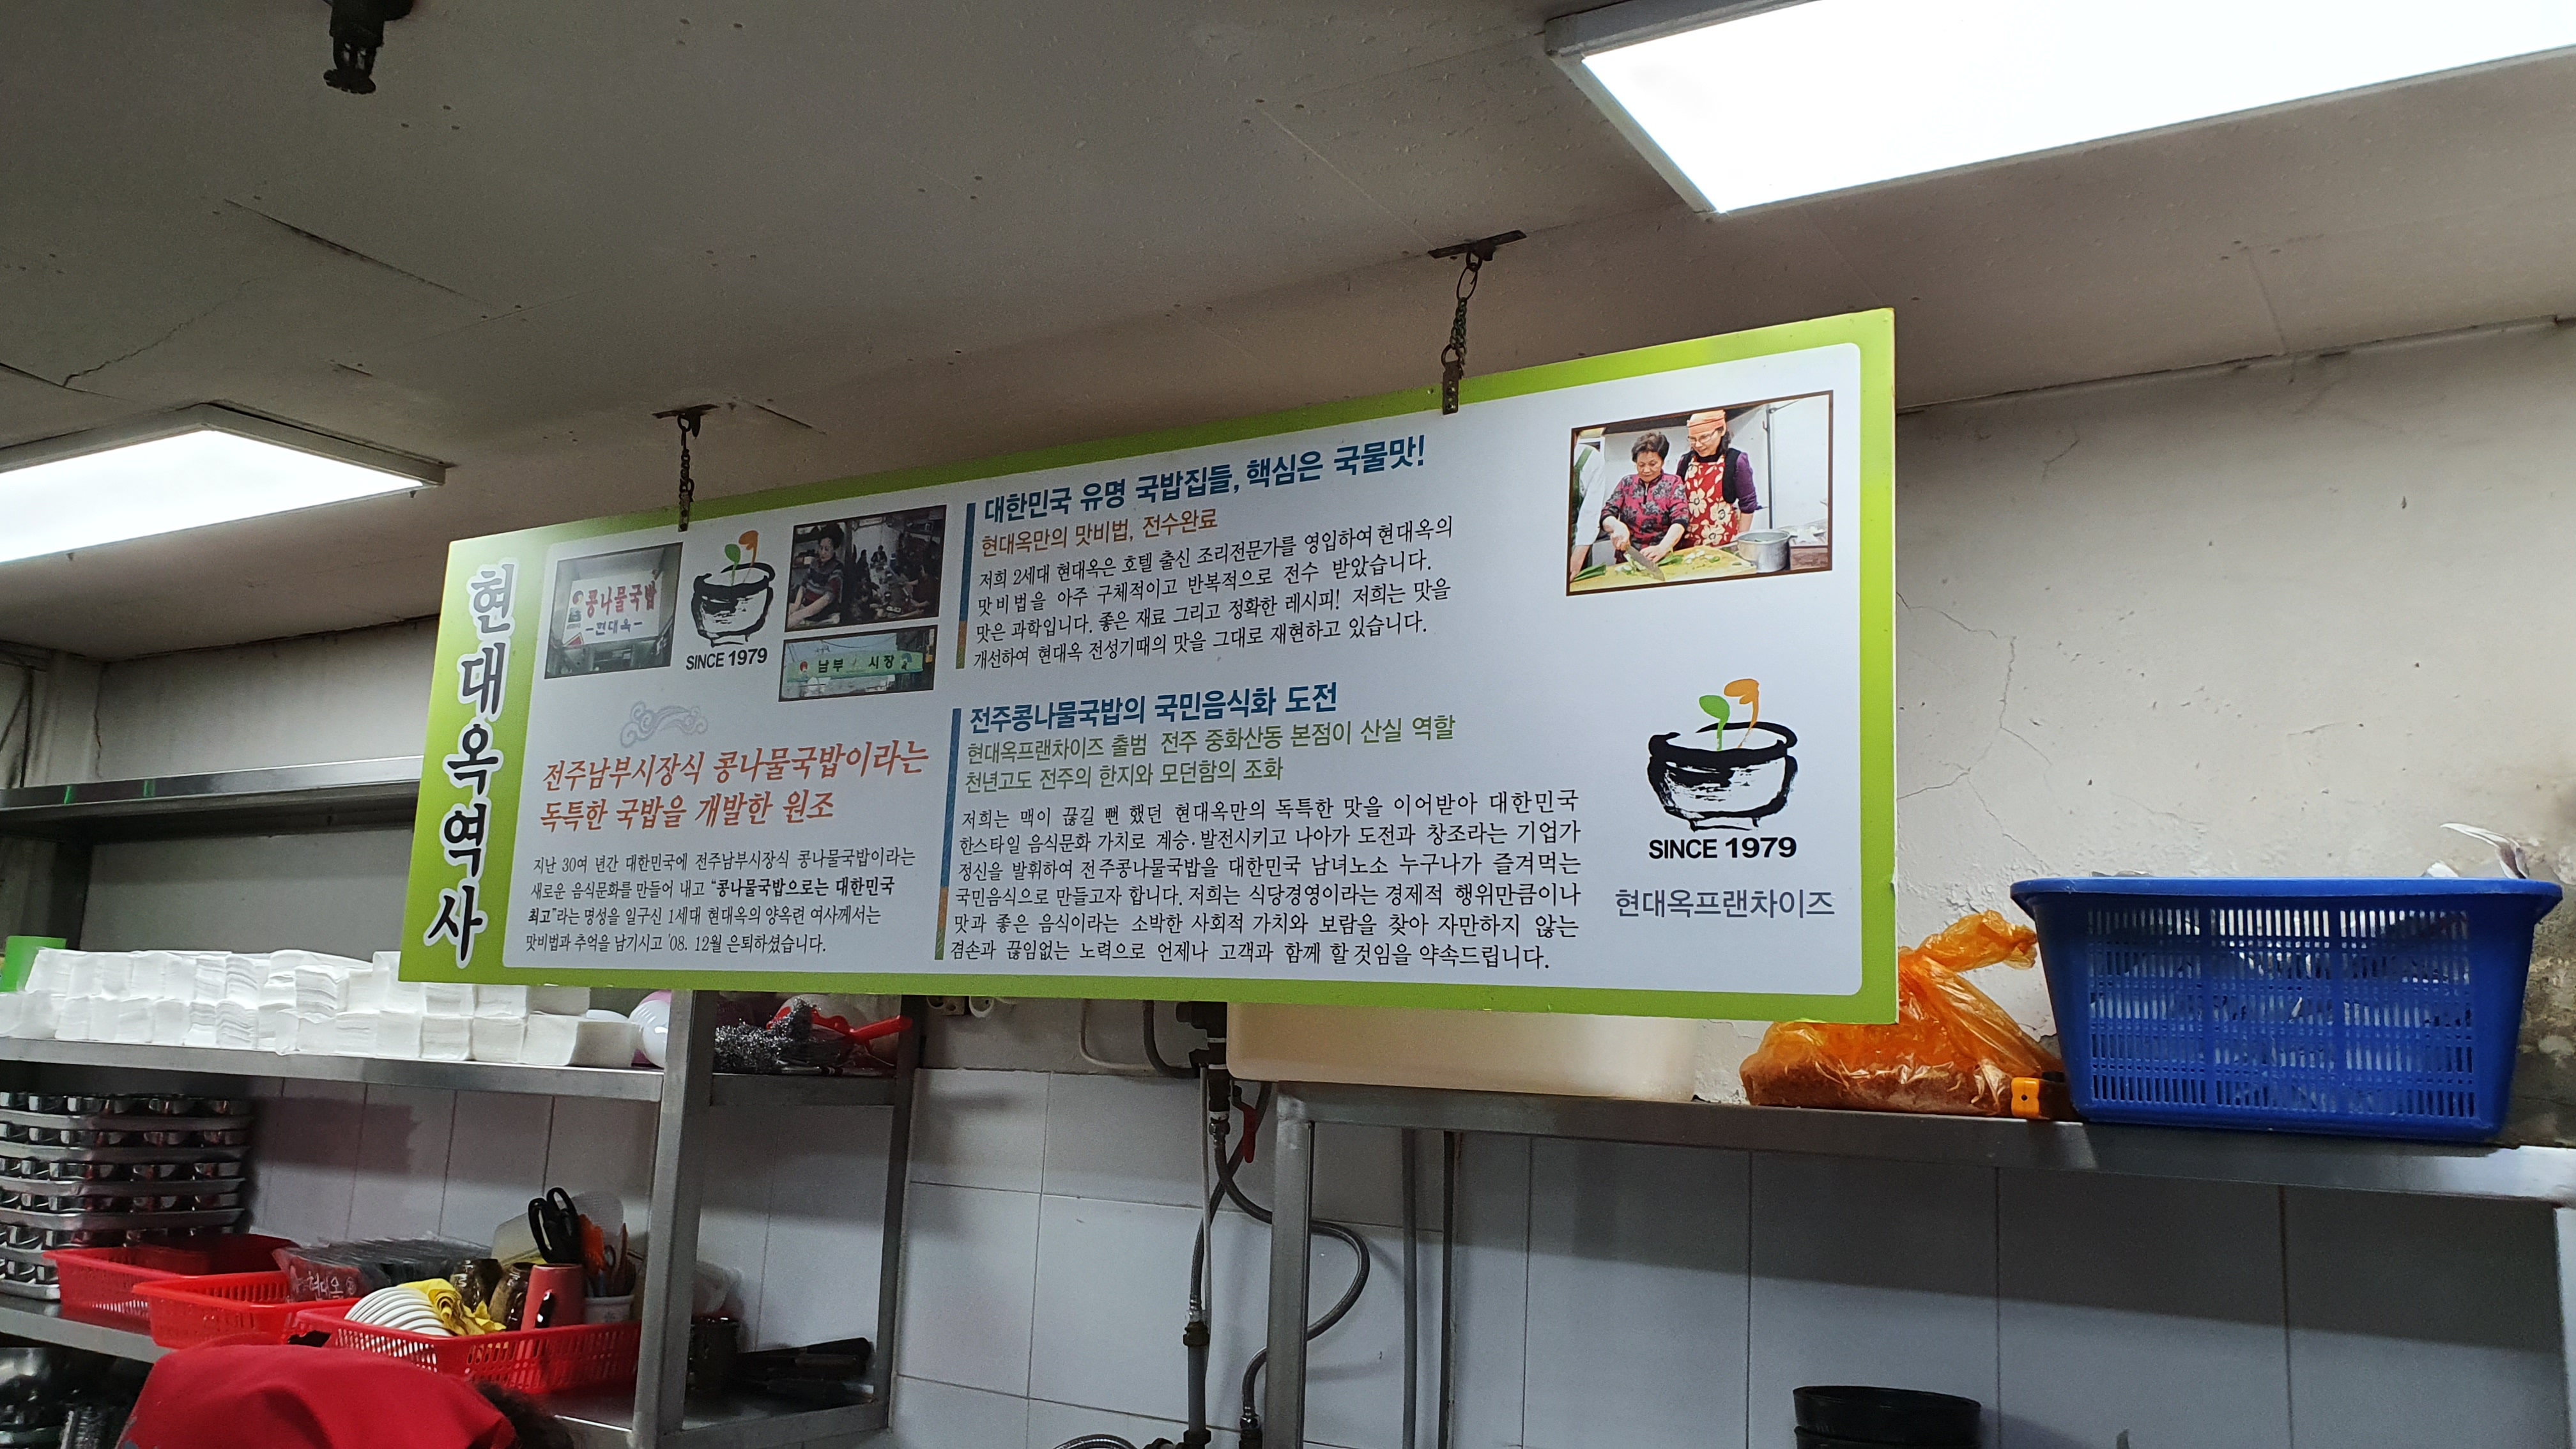 현대옥역사
콩나물국밥
-현대옥-
SINCE 1979
남부 시장
전주남부시장식 콩나물국밥이라는
독특한 국밥을 개발한 원조
지난 30여 년간 대한민국에 전주남부시장식 콩나물국밥이라는
새로운 음식문화를 만들어 내고 "콩나물국밥으로는 대한민국
최고"라는 명성을 일구신 1세대 현대옥의 양옥련 여사께서는
맛비법과 추억을 남기시고 '08. 12월 은퇴하셨습니다.
대한민국 유명 국밥집들, 핵심은 국물맛!
현대옥만의 맛비법, 전수완료
저희 2세대 현대옥은 호텔 출신 조리전문가를 영입하여 현대옥의
맛비법을 아주 구체적이고 반복적으로 전수 받았습니다.
맛은 과학입니다. 좋은 재료 그리고 정확한 레시피! 저희는 맛을
개선하여 현대옥 전성기때의 맛을 그대로 재현하고 있습니다.
전주콩나물국밥의 국민음식화 도전
현대옥프랜차이즈 출범 전주 중화산동 본점이 산실 역할
천년고도 전주의 한지와 모던함의 조화
저희는 맥이 끊길 뻔 했던 현대옥만의 독특한 맛을 이어받아 대한민국
한스타일 음식문화 가치로 계승·발전시키고 나아가 도전과 창조라는 기업가
정신을 발휘하여 전주콩나물국밥을 대한민국 남녀노소 누구나가 즐겨먹는
국민음식으로 만들고자 합니다. 저희는 식당경영이라는 경제적 행위만큼이나
맛과 좋은 음식이라는 소박한 사회적 가치와 보람을 찾아 자만하지 않는
겸손과 끊임없는 노력으로 언제나 고객과 함께 할 것임을 약속드립니다.
SINCE 1979
현대옥프랜차이즈
현대옥